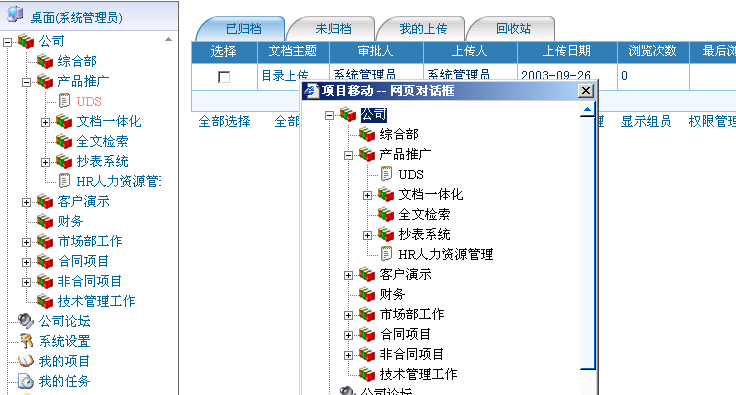 桌面(系统管理员)
公司
综合部
产品推广
UDS
文档一体化
全文检索
抄表系统
HR人力资源管
客户演示
财务
市场部工作
合同项目
非合同项目
技术管理工作
公司论坛
系统设置
我的项目
我的任务
已归档 未归档 我的上传 回收站
选择 文档主题 审批人 上传人 上传日期 浏览次数 最后浏
目录上传 系统管理员 系统管理员 2003-09-26 0
全部选择 全部 理 显示组员 权限管理
项目移动 -- 网页对话框
公司
综合部
产品推广
UDS
文档一体化
全文检索
抄表系统
HR人力资源管理
客户演示
财务
市场部工作
合同项目
非合同项目
技术管理工作
公司论坛